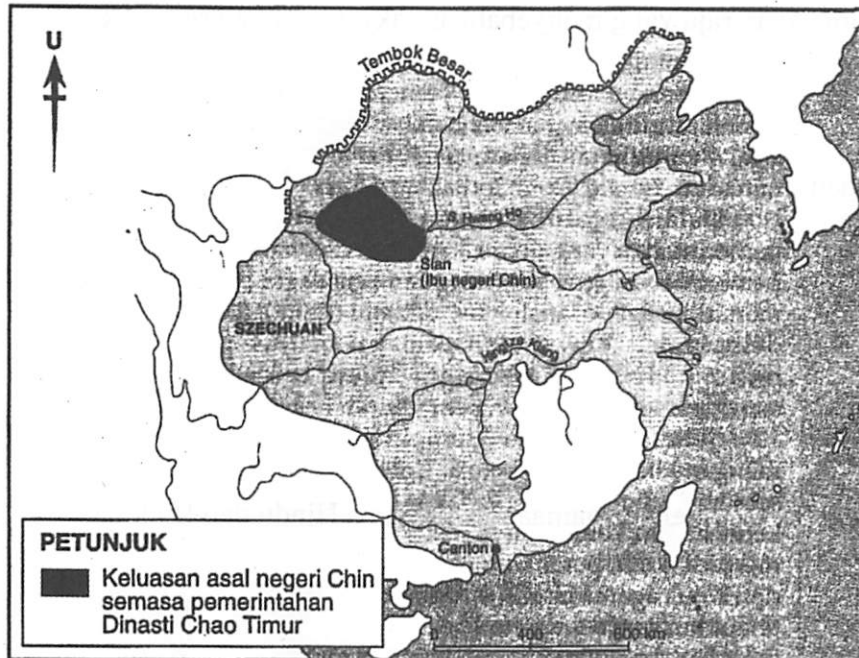 U
Tembok Besar
S. Hwang Ho
Sian
(Ibu negeri Chin)
SZECHUAN
Yangtze Kiang
Canton
PETUNJUK
Keluasan asal negeri Chin
semasa pemerintahan
Dinasti Chao Timur
0 400 800 km